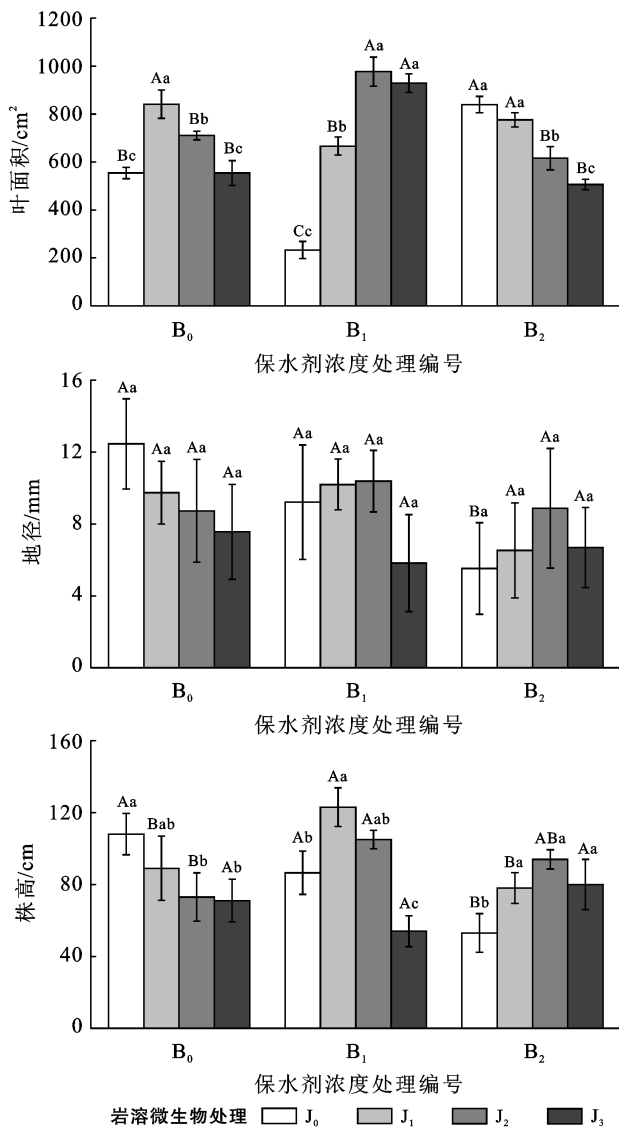 叶面积/cm²
1200
1000
800
600
400
200
0
Bc Aa Bb Bc Cc Bb Aa Aa Aa Aa Bb Bc
B₀ B₁ B₂
保水剂浓度处理编号
地径/mm
16
12
8
4
0
Aa Aa Aa Aa Aa Aa Aa Aa Ba Aa Aa Aa
B₀ B₁ B₂
保水剂浓度处理编号
株高/cm
160
120
80
40
0
Aa Bab Bb Ab Ab Aa Aab Ac Bb Ba ABa Aa
B₀ B₁ B₂
保水剂浓度处理编号
岩溶微生物处理 J₀ J₁ J₂ J₃